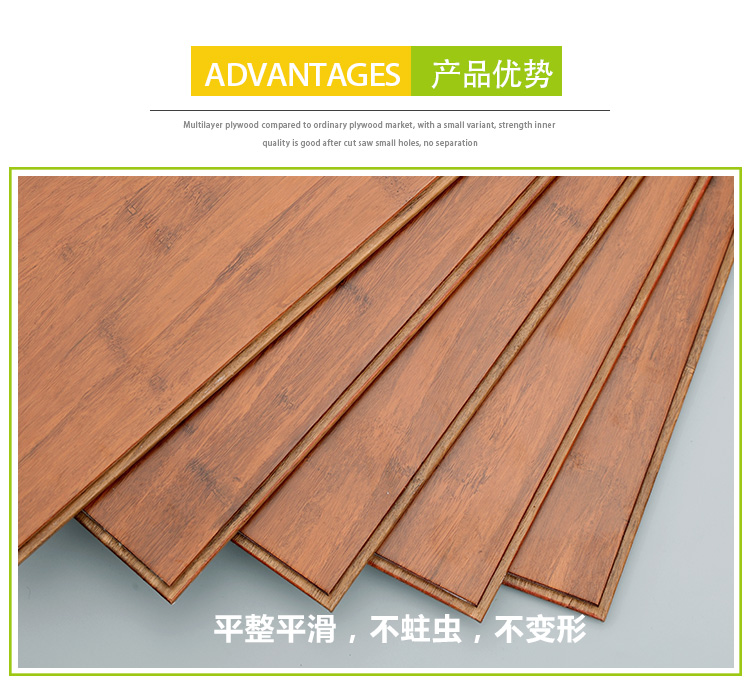 ADVANTAGES 产品优势
Multilayer plywood compared to ordinary plywood market, with a small variant, strength inner
quality is good after cut saw small holes, no separation
平整平滑，不蛀虫，不变形